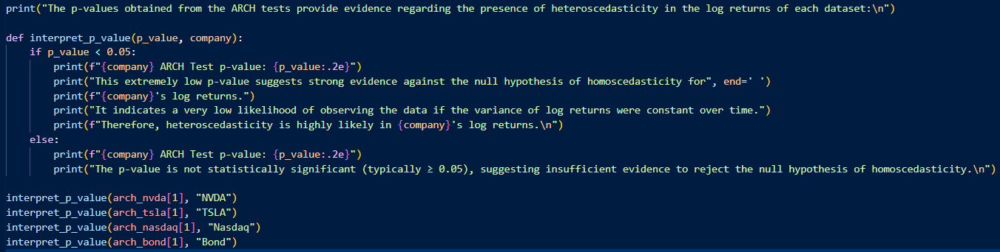 print("The p-values obtained from the ARCH tests provide evidence regarding the presence of heteroscedasticity in the log returns of each dataset:\n")

def interpret_p_value(p_value, company):
    if p_value < 0.05:
        print(f"{company} ARCH Test p-value: {p_value:.2e}")
        print("This extremely low p-value suggests strong evidence against the null hypothesis of homoscedasticity for", end=' ')
        print(f"{company}'s log returns.")
        print("It indicates a very low likelihood of observing the data if the variance of log returns were constant over time.")
        print(f"Therefore, heteroscedasticity is highly likely in {company}'s log returns.\n")
    else:
        print(f"{company} ARCH Test p-value: {p_value:.2e}")
        print("The p-value is not statistically significant (typically ≥ 0.05), suggesting insufficient evidence to reject the null hypothesis of homoscedasticity.\n")

interpret_p_value(arch_nvda[1], "NVDA")
interpret_p_value(arch_tsla[1], "TSLA")
interpret_p_value(arch_nasdaq[1], "Nasdaq")
interpret_p_value(arch_bond[1], "Bond")